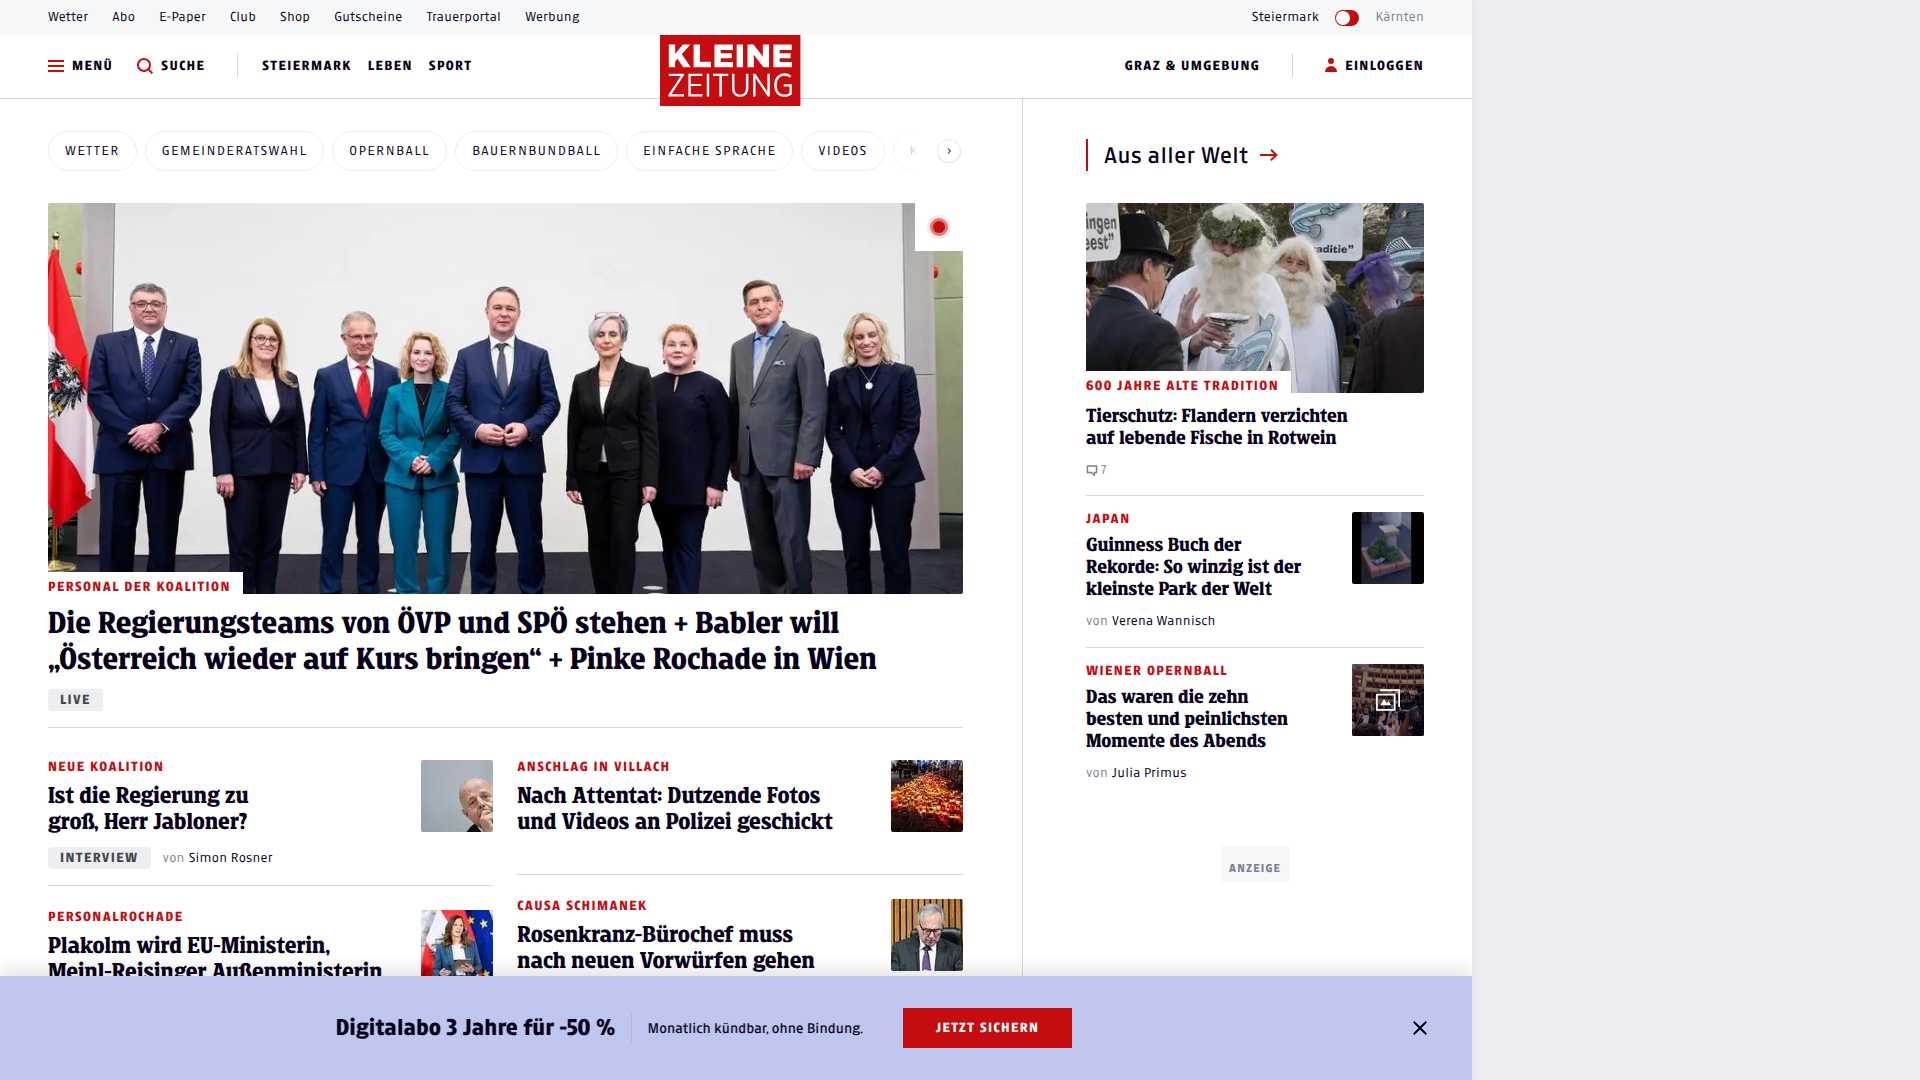 Wetter Abo E-Paper Club Shop Gutscheine Trauerportal Werbung
Steiermark Kärnten
MENÜ SUCHE STEIERMARK LEBEN SPORT
KLEINE
ZEITUNG
GRAZ & UMGEBUNG EINLOGGEN
WETTER GEMEINDERATSWAHL OPERNBALL BAUERNBUNDBALL EINFACHE SPRACHE VIDEOS K
PERSONAL DER KOALITION
Die Regierungsteams von ÖVP und SPÖ stehen + Babler will
„Österreich wieder auf Kurs bringen“ + Pinke Rochade in Wien
LIVE
NEUE KOALITION
Ist die Regierung zu
groß, Herr Jabloner?
INTERVIEW von Simon Rosner
PERSONALROCHADE
Plakolm wird EU-Ministerin,
Meinl-Reisinger Außenministerin
ANSCHLAG IN VILLACH
Nach Attentat: Dutzende Fotos
und Videos an Polizei geschickt
CAUSA SCHIMANEK
Rosenkranz-Bürochef muss
nach neuen Vorwürfen gehen
Aus aller Welt
ingen
eest”
aditie”
600 JAHRE ALTE TRADITION
Tierschutz: Flandern verzichten
auf lebende Fische in Rotwein
7
JAPAN
Guinness Buch der
Rekorde: So winzig ist der
kleinste Park der Welt
von Verena Wannisch
WIENER OPERNBALL
Das waren die zehn
besten und peinlichsten
Momente des Abends
von Julia Primus
ANZEIGE
Digitalabo 3 Jahre für -50 %
Monatlich kündbar, ohne Bindung.
JETZT SICHERN